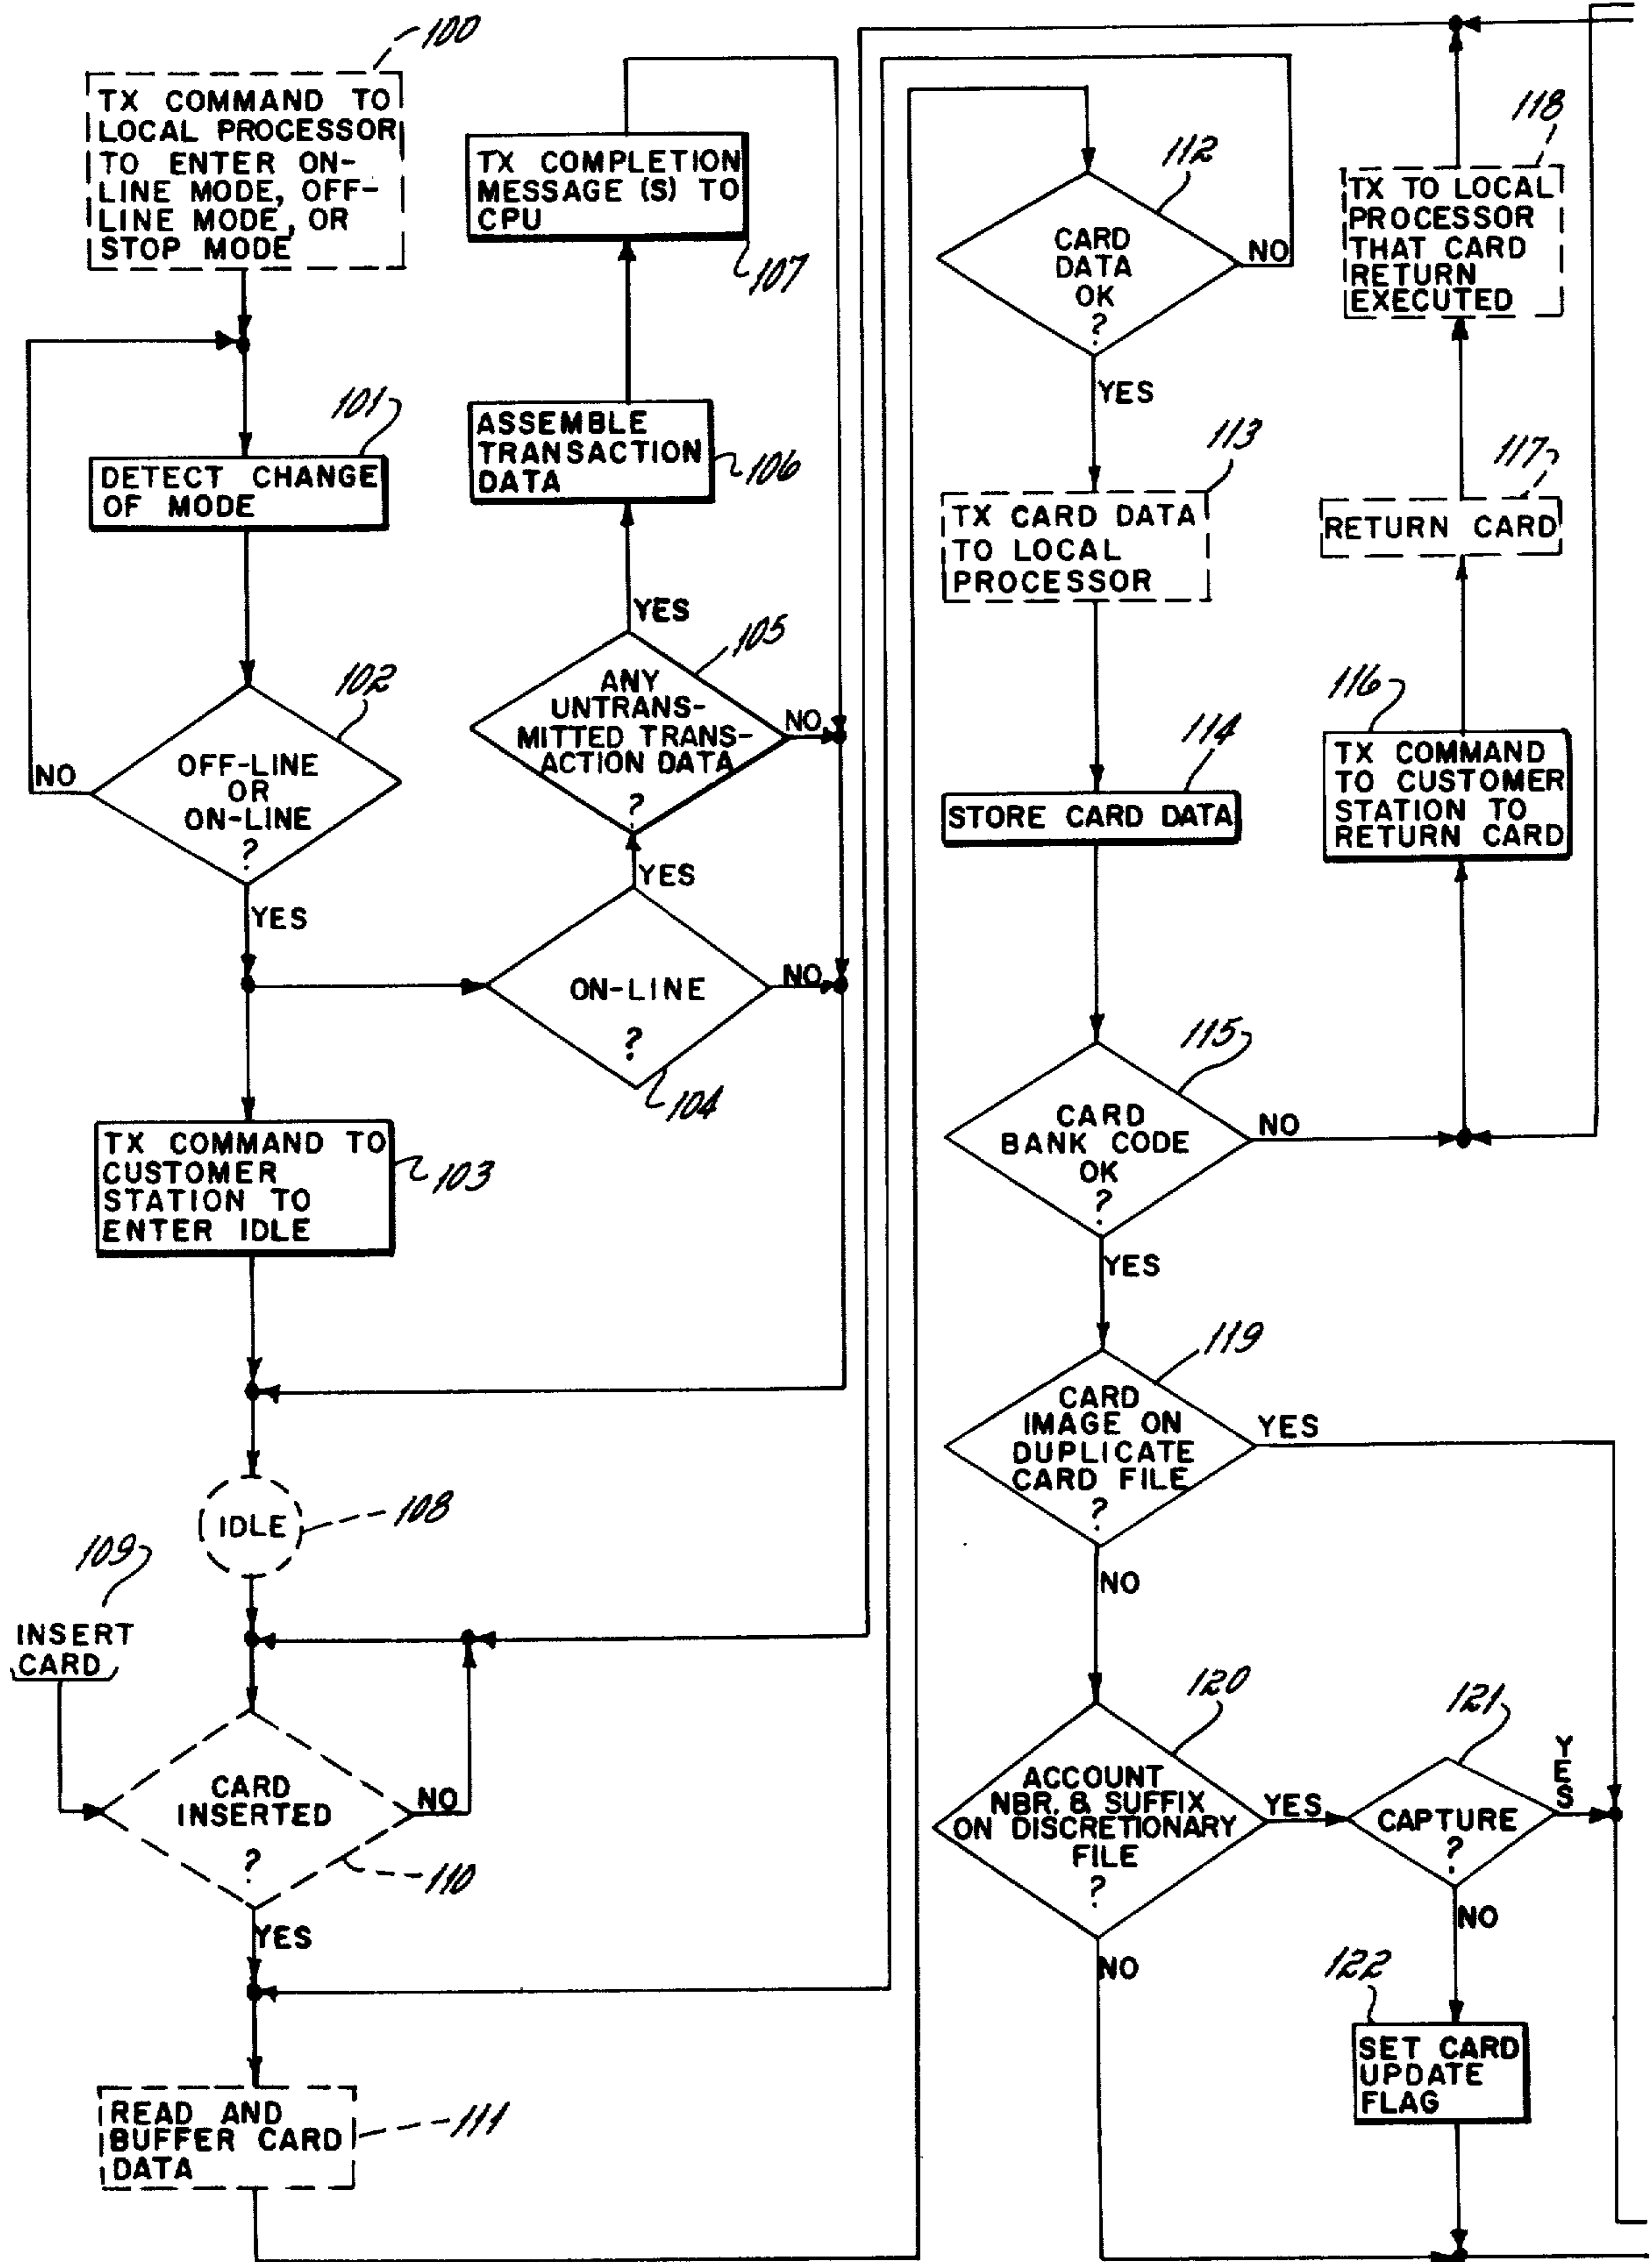 100
TX COMMAND TO
LOCAL PROCESSOR
TO ENTER ON-
LINE MODE, OFF-
LINE MODE, OR
STOP MODE
101
DETECT CHANGE
OF MODE
102
OFF-LINE
OR
ON-LINE
?
NO
YES
TX COMMAND TO
CUSTOMER
STATION TO
ENTER IDLE
103
IDLE
108
109
INSERT
CARD
CARD
INSERTED
?
NO
110
YES
READ AND
BUFFER CARD
DATA
111
TX COMPLETION
MESSAGE (S) TO
CPU
107
ASSEMBLE
TRANSACTION
DATA
106
YES
105
ANY
UNTRANS-
MITTED TRANS-
ACTION DATA
?
NO
YES
ON-LINE
?
NO
104
112
CARD
DATA
OK
?
NO
YES
113
TX CARD DATA
TO LOCAL
PROCESSOR
114
STORE CARD DATA
115
CARD
BANK CODE
OK
?
NO
YES
119
CARD
IMAGE ON
DUPLICATE
CARD FILE
?
YES
NO
120
ACCOUNT
NBR. & SUFFIX
ON DISCRETIONARY
FILE
?
YES
NO
118
TX TO LOCAL
PROCESSOR
THAT CARD
RETURN
EXECUTED
117
RETURN CARD
116
TX COMMAND
TO CUSTOMER
STATION TO
RETURN CARD
121
CAPTURE
?
YES
NO
122
SET CARD
UPDATE
FLAG